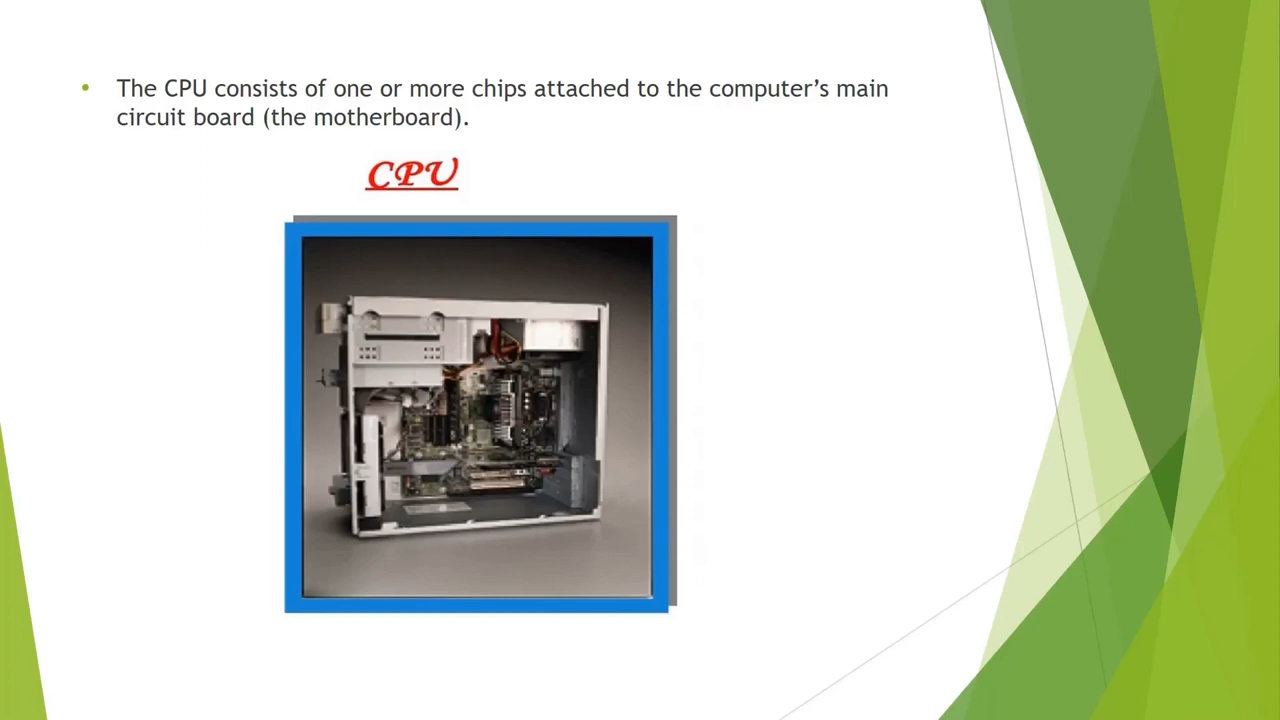 • The CPU consists of one or more chips attached to the computer’s main
circuit board (the motherboard).
CPU